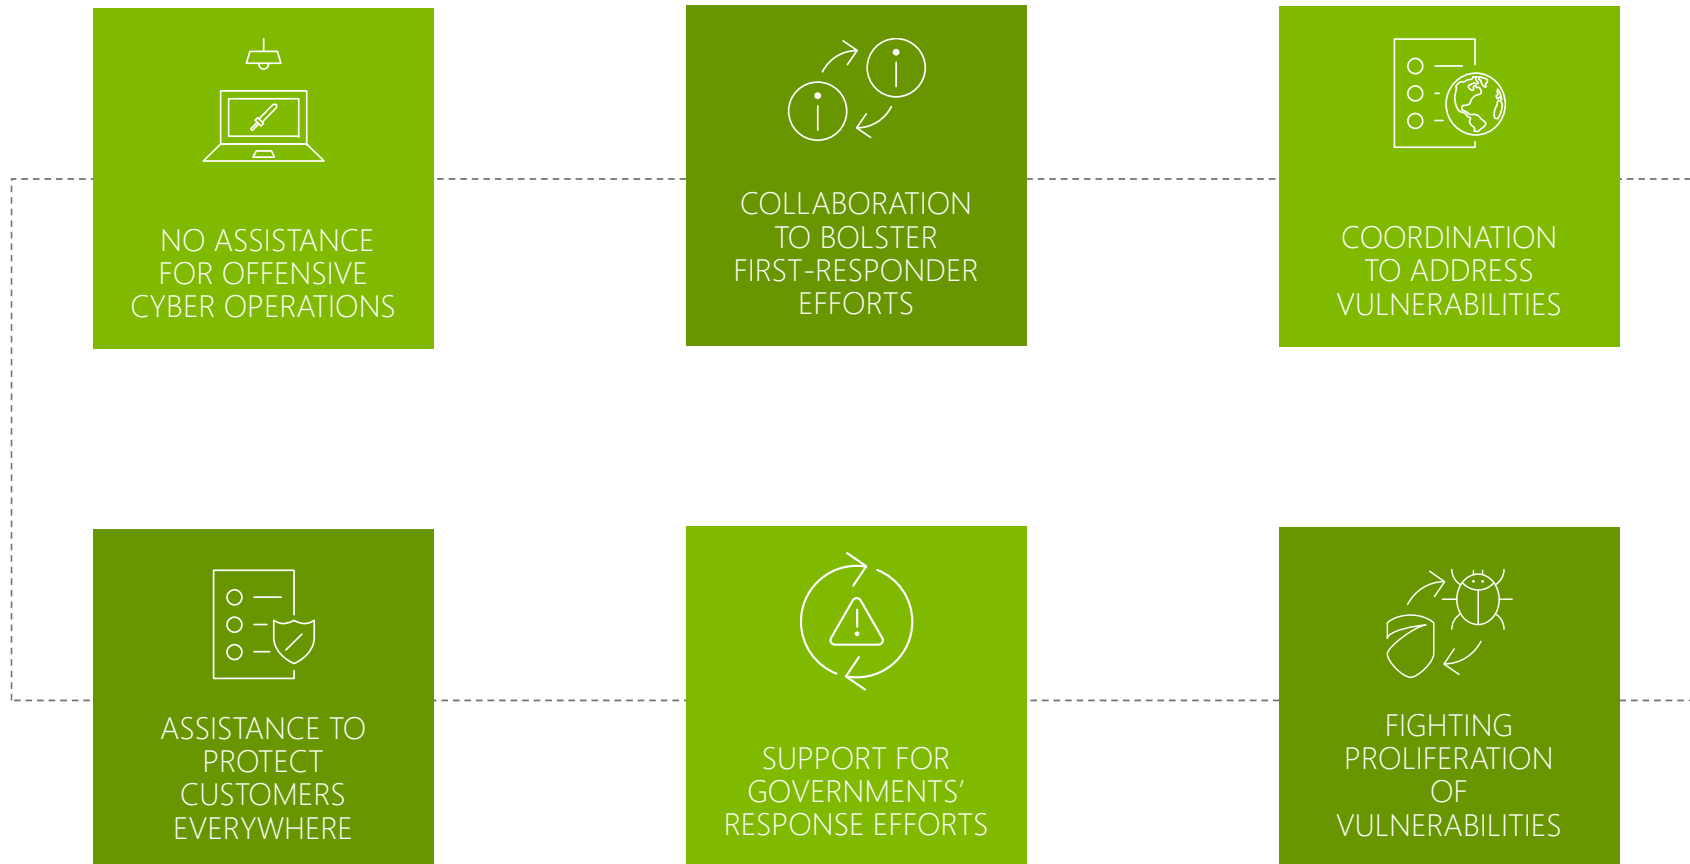 NO ASSISTANCE
FOR OFFENSIVE
CYBER OPERATIONS
COLLABORATION
TO BOLSTER
FIRST-RESPONDER
EFFORTS
COORDINATION
TO ADDRESS
VULNERABILITIES
ASSISTANCE TO
PROTECT
CUSTOMERS
EVERYWHERE
SUPPORT FOR
GOVERNMENTS’
RESPONSE EFFORTS
FIGHTING
PROLIFERATION
OF
VULNERABILITIES